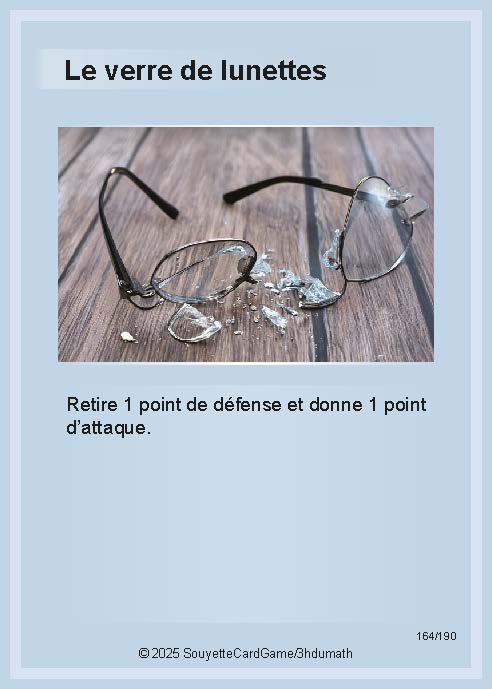 Le verre de lunettes
Retire 1 point de défense et donne 1 point
d’attaque.
164/190
© 2025 SouyetteCardGame/3hdumath